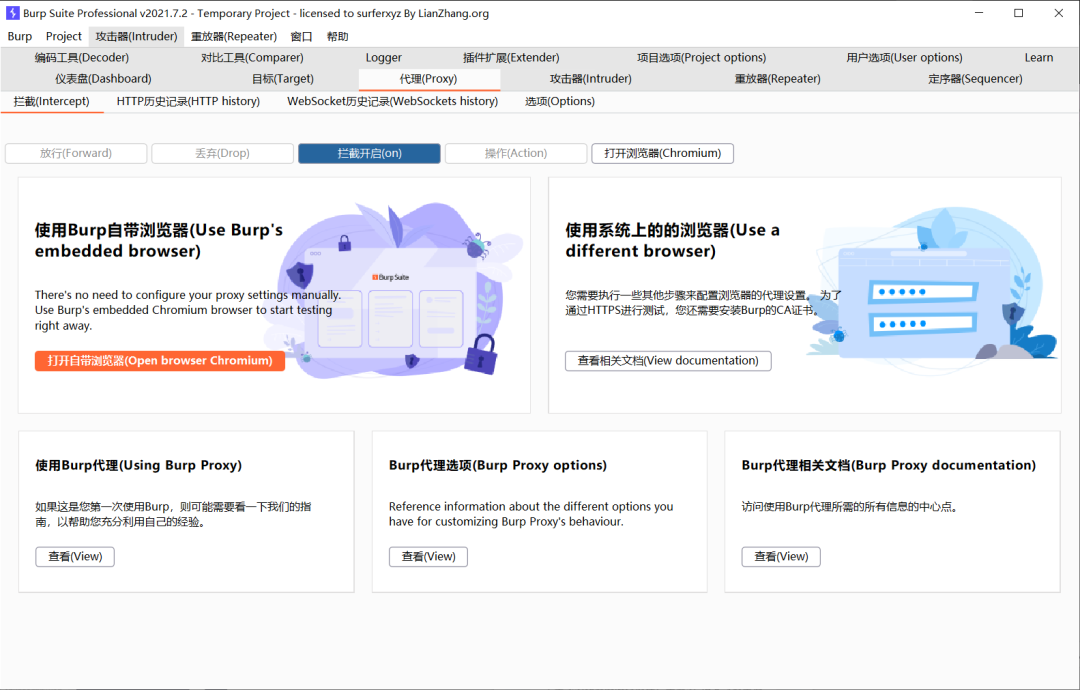 Burp Suite Professional v2021.7.2 - Temporary Project - licensed to surferxyz By LianZhang.org
Burp Project 攻击器(Intruder) 重放器(Repeater) 窗口 帮助
编码工具(Decoder) 对比工具(Comparer) Logger 插件扩展(Extender) 项目选项(Project options) 用户选项(User options) Learn
仪表盘(Dashboard) 目标(Target) 代理(Proxy) 攻击器(Intruder) 重放器(Repeater) 定序器(Sequencer)
拦截(Intercept) HTTP历史记录(HTTP history) WebSocket历史记录(WebSockets history) 选项(Options)
放行(Forward) 丢弃(Drop) 拦截开启(on) 操作(Action) 打开浏览器(Chromium)
使用Burp自带浏览器(Use Burp's
embedded browser)
There's no need to configure your proxy settings manually.
Use Burp's embedded Chromium browser to start testing
right away.
打开自带浏览器(Open browser Chromium)
Burp Suite
使用系统上的的浏览器(Use a
different browser)
您需要执行一些其他步骤来配置浏览器的代理设置。 为了
通过HTTPS进行测试，您还需要安装Burp的CA证书。
查看相关文档(View documentation)
使用Burp代理(Using Burp Proxy)
如果这是您第一次使用Burp，则可能需要看一下我们的指
南，以帮助您充分利用自己的经验。
查看(View)
Burp代理选项(Burp Proxy options)
Reference information about the different options you
have for customizing Burp Proxy's behaviour.
查看(View)
Burp代理相关文档(Burp Proxy documentation)
访问使用Burp代理所需的所有信息的中心点。
查看(View)